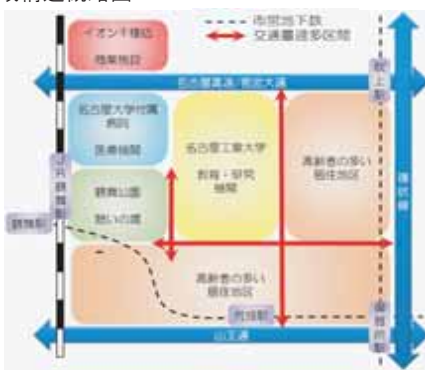 市営地下鉄
交通量過多区間
イオン千種店
商業施設
名古屋高速/若宮大通
吹上駅
名古屋大学付属
病院
医療機関
名古屋工業大学
教育・研究
機関
高齢者の多い
居住地区
環状線
JR鶴舞駅
鶴舞駅
鶴舞公園
憩いの場
高齢者の多い
居住地区
荒畑駅
御器所駅
山王通